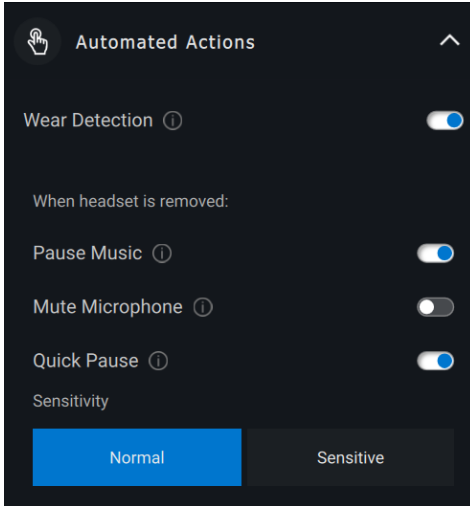 Automated Actions
Wear Detection
When headset is removed:
Pause Music
Mute Microphone
Quick Pause
Sensitivity
Normal Sensitive